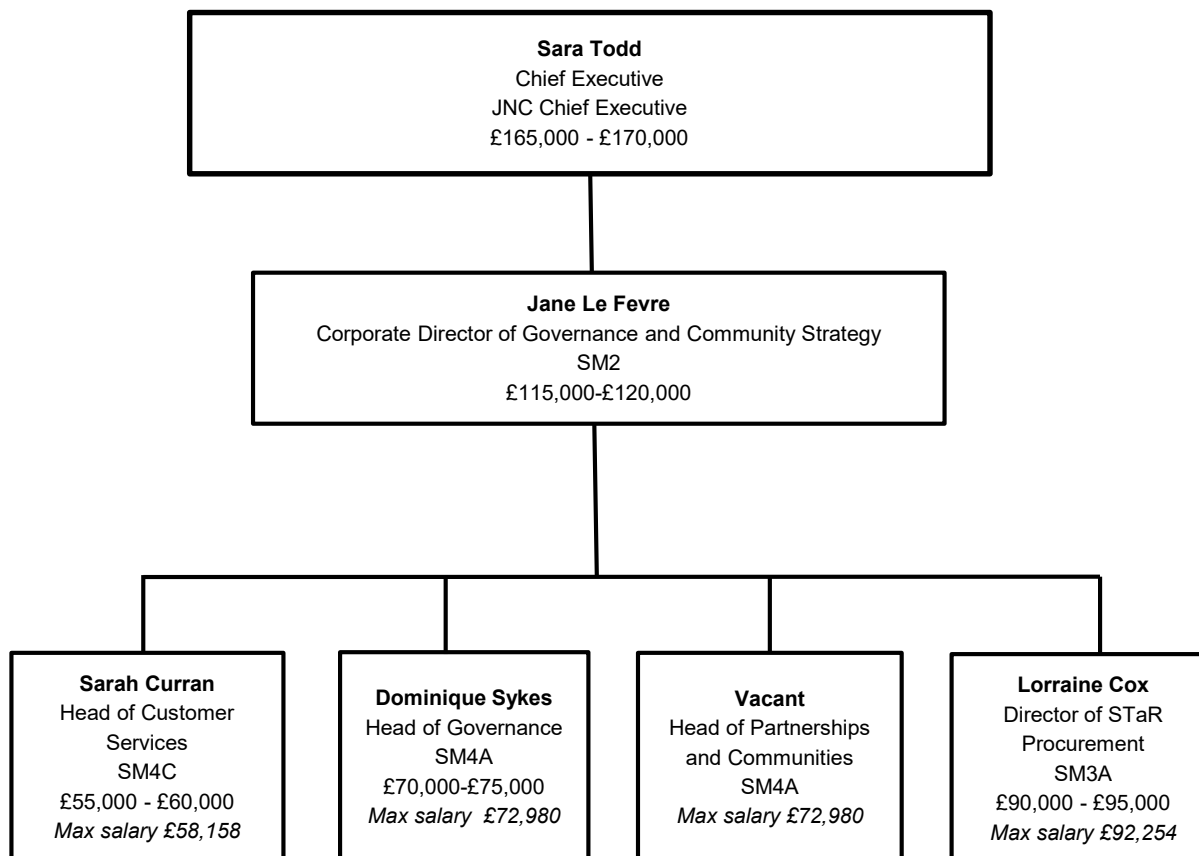 Sara Todd
Chief Executive
JNC Chief Executive
£165,000 - £170,000
Jane Le Fevre
Corporate Director of Governance and Community Strategy
SM2
£115,000-£120,000
Sarah Curran
Head of Customer
Services
SM4C
£55,000 - £60,000
Max salary £58,158
Dominique Sykes
Head of Governance
SM4A
£70,000-£75,000
Max salary  £72,980
Vacant
Head of Partnerships
and Communities
SM4A
Max salary £72,980
Lorraine Cox
Director of STaR
Procurement
SM3A
£90,000 - £95,000
Max salary £92,254